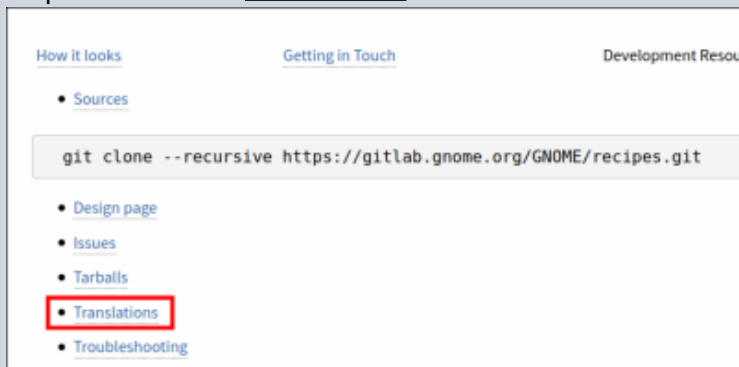 How it looks Getting in Touch Development Resou
Sources
git clone --recursive https://gitlab.gnome.org/GNOME/recipes.git
Design page
Issues
Tarballs
Translations
Troubleshooting